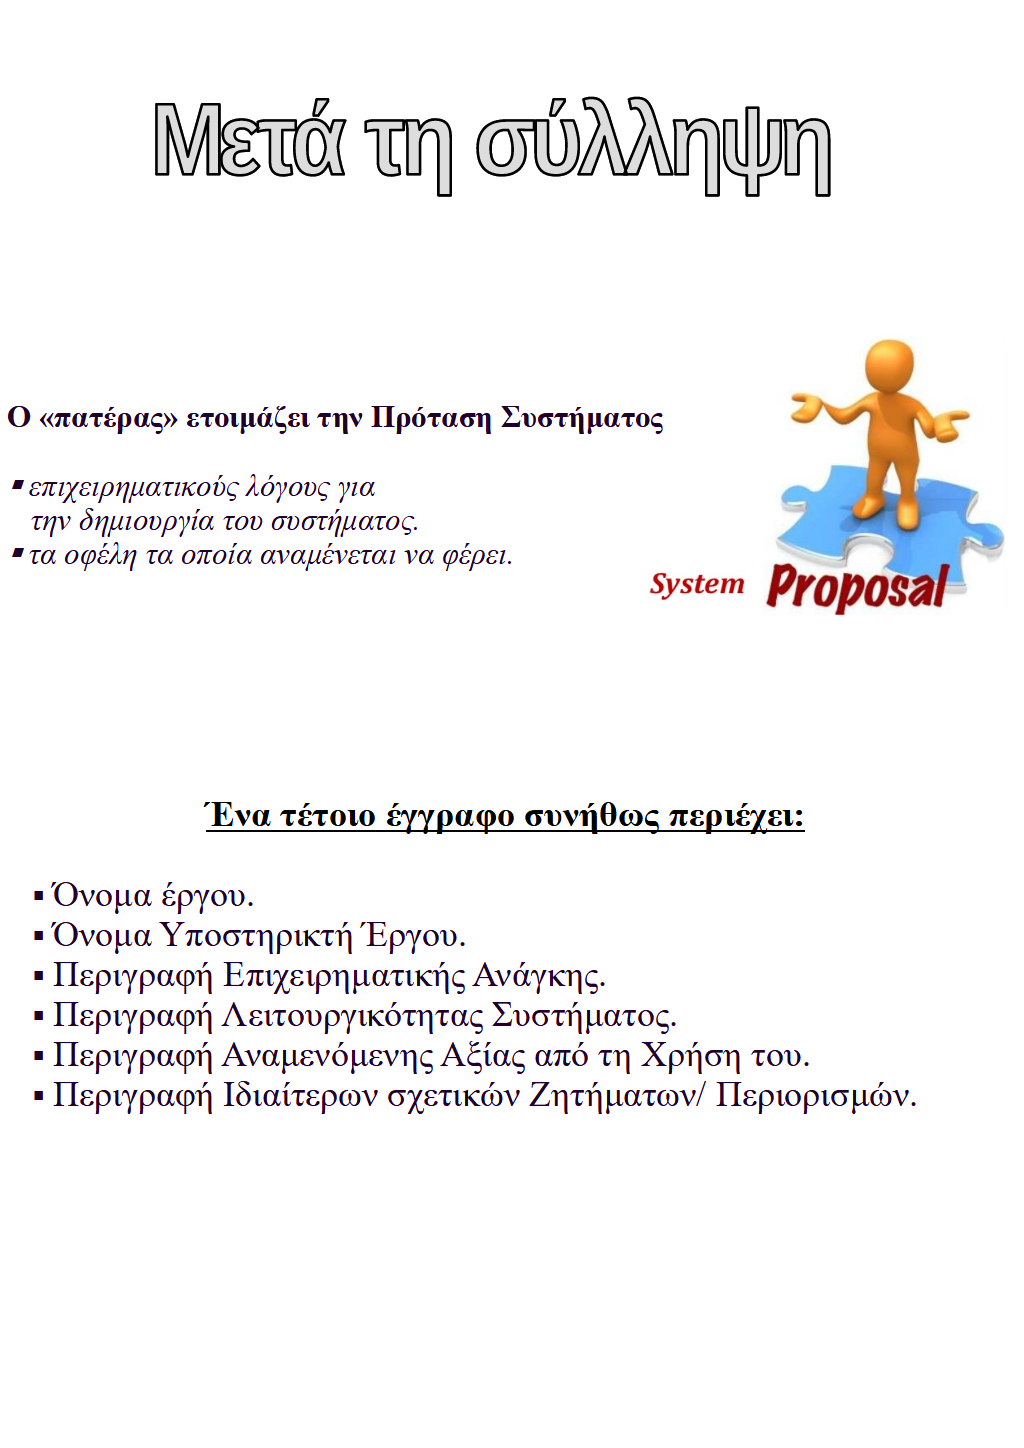 Μετά τη σύλληψη
Ο «πατέρας» ετοιμάζει την Πρόταση Συστήματος
▪ επιχειρηματικούς λόγους για
την δημιουργία του συστήματος.
▪ τα οφέλη τα οποία αναμένεται να φέρει.
System Proposal
Ένα τέτοιο έγγραφο συνήθως περιέχει:
▪ Όνομα έργου.
▪ Όνομα Υποστηρικτή Έργου.
▪ Περιγραφή Επιχειρηματικής Ανάγκης.
▪ Περιγραφή Λειτουργικότητας Συστήματος.
▪ Περιγραφή Αναμενόμενης Αξίας από τη Χρήση του.
▪ Περιγραφή Ιδιαίτερων σχετικών Ζητήματων/ Περιορισμών.